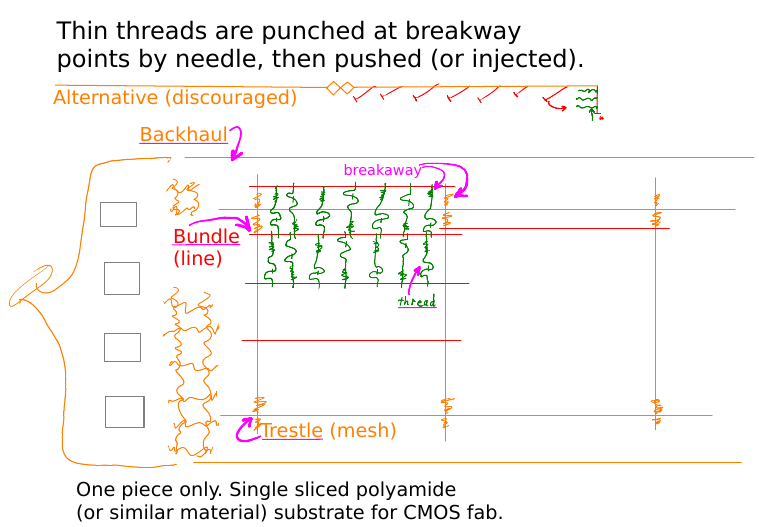 Thin threads are punched at breakway
points by needle, then pushed (or injected).
Alternative (discouraged)
Backhaul
breakaway
Bundle
(line)
thread
Trestle (mesh)
One piece only. Single sliced polyamide
(or similar material) substrate for CMOS fab.